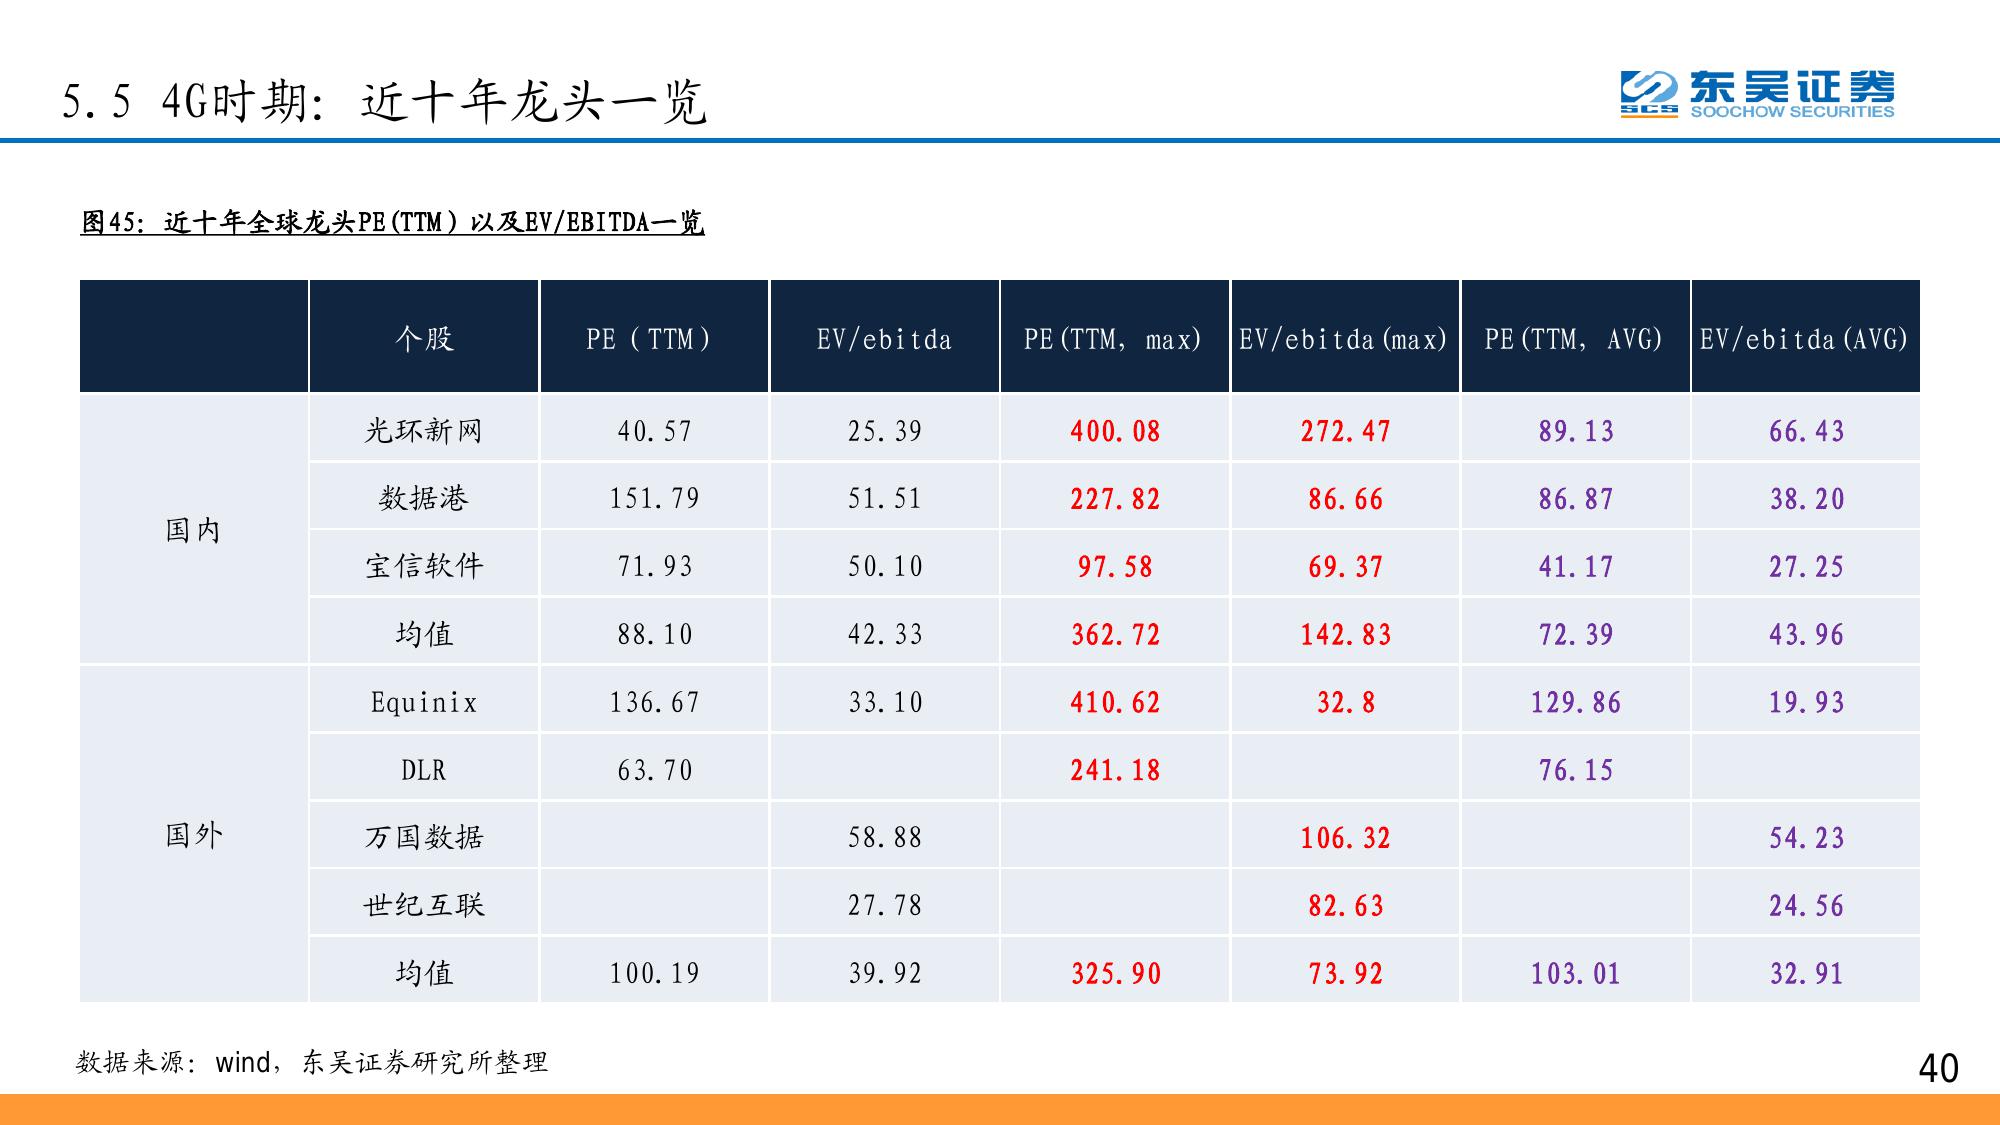 5.5 4G时期：近十年龙头一览
东吴证券
SCS
SOOCHOW SECURITIES
图45：近十年全球龙头PE(TTM）以及EV/EBITDA一览
个股 PE（TTM） EV/ebitda PE(TTM，max) EV/ebitda(max) PE(TTM，AVG) EV/ebitda(AVG)
国内
光环新网 40.57 25.39 400.08 272.47 89.13 66.43
数据港 151.79 51.51 227.82 86.66 86.87 38.20
宝信软件 71.93 50.10 97.58 69.37 41.17 27.25
均值 88.10 42.33 362.72 142.83 72.39 43.96
国外
Equinix 136.67 33.10 410.62 32.8 129.86 19.93
DLR 63.70 241.18 76.15
万国数据 58.88 106.32 54.23
世纪互联 27.78 82.63 24.56
均值 100.19 39.92 325.90 73.92 103.01 32.91
数据来源：wind，东吴证券研究所整理
40